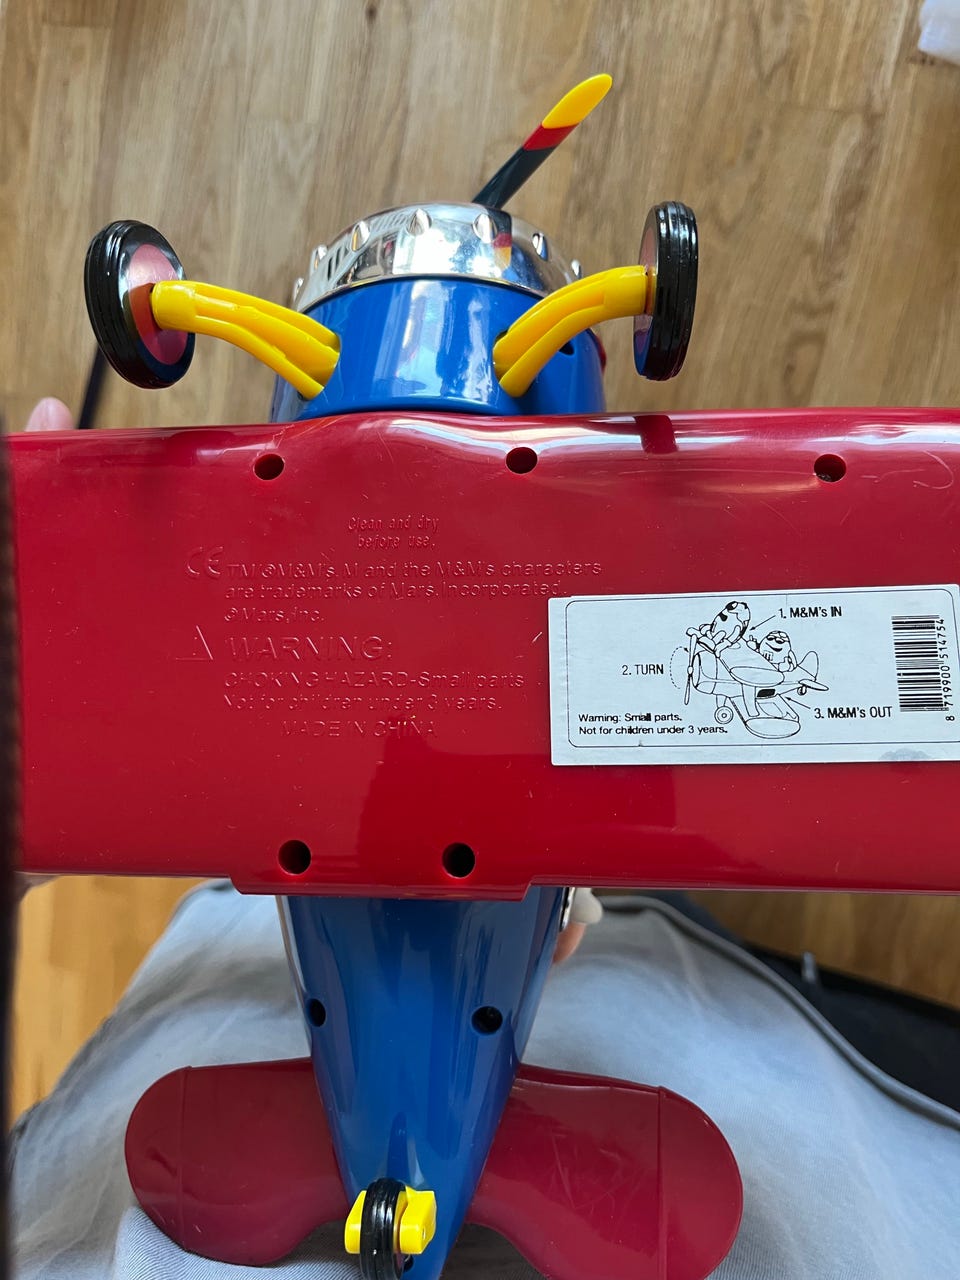 Clean and dry
before use.
CE TM ® M&M's, M and the M&M's characters
are trademarks of Mars, Incorporated.
© Mars, Inc.
WARNING:
CHOKING HAZARD-Small parts
Not for children under 3 years.
MADE IN CHINA
1. M&M's IN
2. TURN
3. M&M's OUT
Warning: Small parts.
Not for children under 3 years.
8 719900 514754